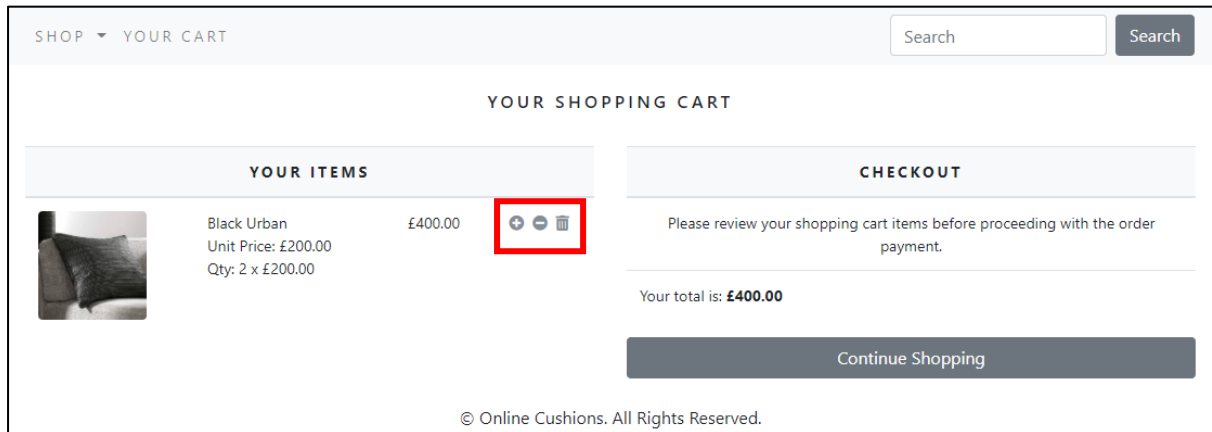 SHOP YOUR CART
Search
Search
YOUR SHOPPING CART
YOUR ITEMS
Black Urban
£400.00
Unit Price: £200.00
Qty: 2 x £200.00
CHECKOUT
Please review your shopping cart items before proceeding with the order
payment.
Your total is: £400.00
Continue Shopping
© Online Cushions. All Rights Reserved.